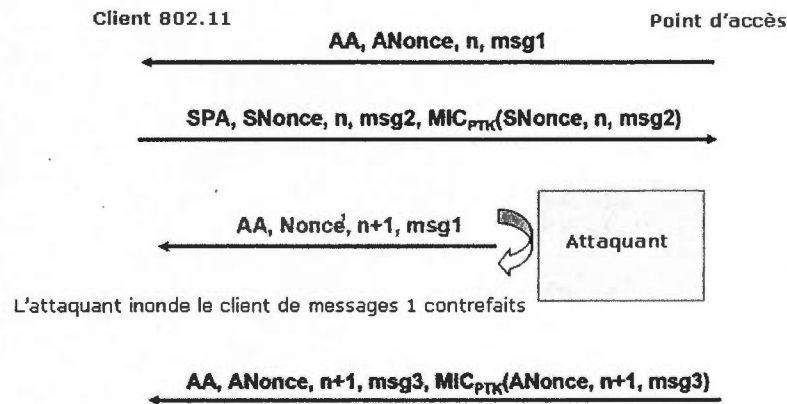 Client 802.11
Point d'accès
AA, ANonce, n, msg1
SPA, SNonce, n, msg2, MICPTK(SNonce, n, msg2)
AA, Nonce', n+1, msg1
Attaquant
L'attaquant inonde le client de messages 1 contrefaits
AA, ANonce, n+1, msg3, MICPTK(ANonce, n+1, msg3)